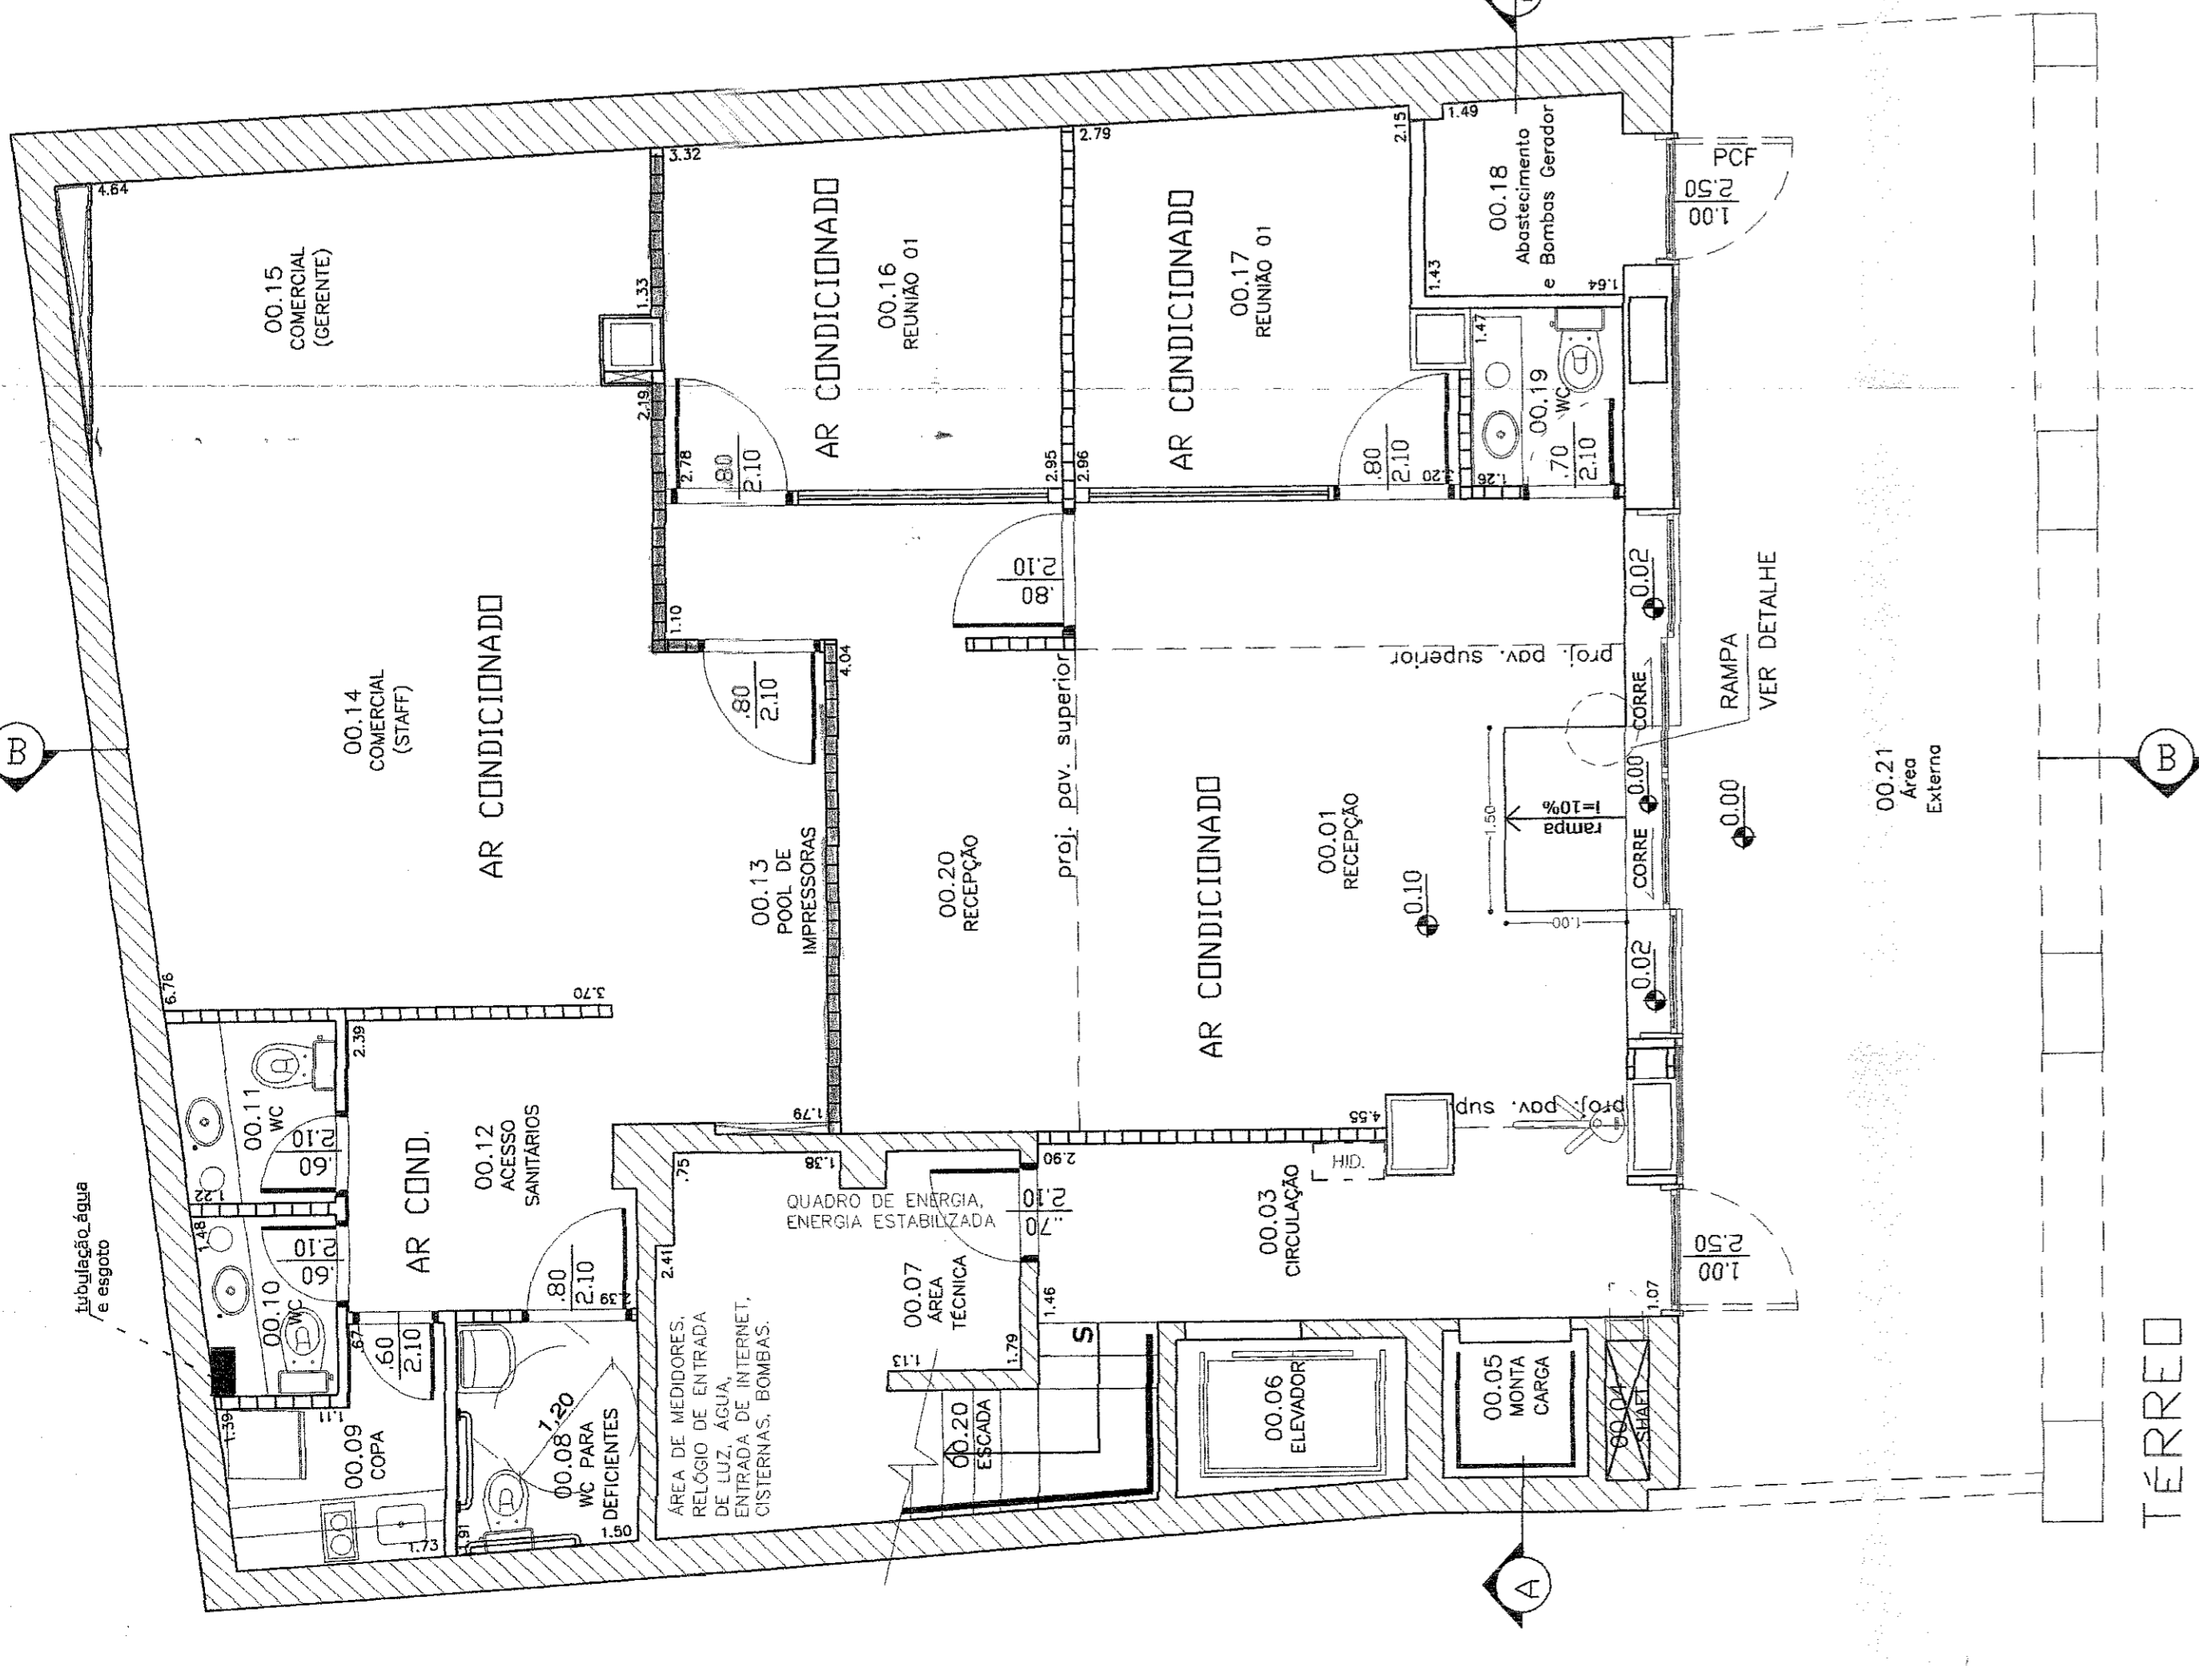 TÉRREO
tubulação água
e esgoto
B
4.64
00.15
COMERCIAL
(GERENTE)
1.33
2.19
3.32
AR CONDICIONADO
00.16
REUNIÃO 01
2.78
.80
2.10
2.95
2.79
AR CONDICIONADO
00.17
REUNIÃO 01
2.96
.80
2.10
2.15
1.49
00.18
Abastecimento
e Bombas Gerador
1.43
1.64
PCF
1.00
2.50
1.47
00.19
WC
.70
2.10
1.26
00.14
COMERCIAL
(STAFF)
AR CONDICIONADO
6.76
3.70
1.10
.80
2.10
4.04
.80
2.10
00.13
POOL DE
IMPRESSORAS
00.20
RECEPÇÃO
proj. pav. superior
proj. pav. superior
AR CONDICIONADO
00.01
RECEPÇÃO
0.10
1.50
1.00
rampa
i=10%
CORRE
0.00
CORRE
0.02
0.02
RAMPA
VER DETALHE
0.00
00.21
Área
Externa
B
00.11
WC
.60
2.10
2.39
1.22
1.48
00.10
WC
.60
2.10
AR COND.
00.12
ACESSO
SANITÁRIOS
1.79
.67
.60
2.10
.80
2.10
2.39
1.39
1.11
00.09
COPA
1.73
1.20
00.08
WC PARA
DEFICIENTES
1.50
.91
.75
1.38
2.41
QUADRO DE ENERGIA,
ENERGIA ESTABILIZADA
ÁREA DE MEDIDORES,
RELÓGIO DE ENTRADA
DE LUZ, ÁGUA,
ENTRADA DE INTERNET,
CISTERNAS, BOMBAS.
00.07
ÁREA
TÉCNICA
.70
2.10
2.90
1.13
1.79
1.46
S
00.20
ESCADA
4.55
HID.
00.03
CIRCULAÇÃO
proj. pav. sup.
1.00
2.50
1.07
00.06
ELEVADOR
00.05
MONTA
CARGA
00.04
SHAFT
A